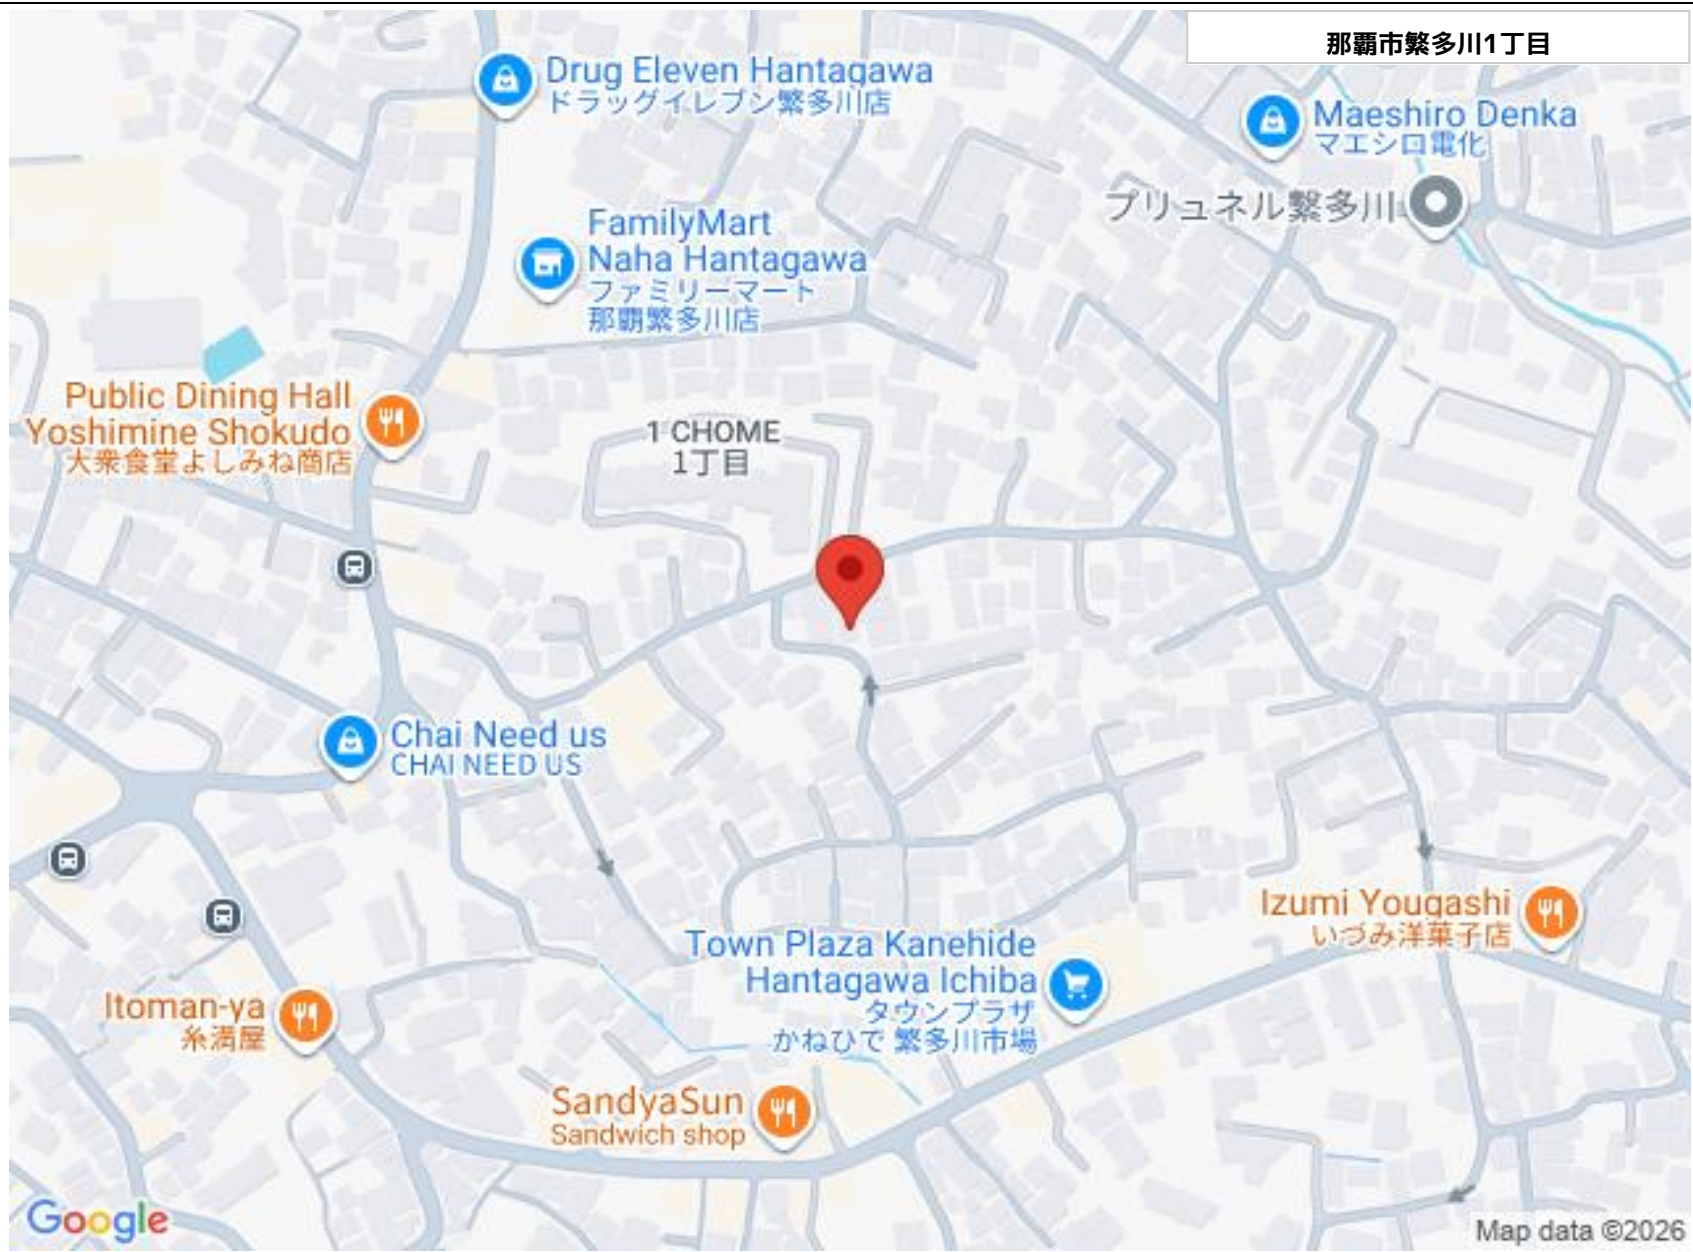 那覇市繁多川1丁目
Drug Eleven Hantagawa
ドラッグイレブン繁多川店
Maeshiro Denka
マエシロ電化
プリュネル繁多川
FamilyMart
Naha Hantagawa
ファミリーマート
那覇繁多川店
Public Dining Hall
Yoshimine Shokudo
大衆食堂よしみね商店
1 CHOME
1丁目
Chai Need us
CHAI NEED US
Izumi Yougashi
いづみ洋菓子店
Town Plaza Kanehide
Hantagawa Ichiba
タウンプラザ
かねひで 繁多川市場
Itoman-ya
糸満屋
SandyaSun
Sandwich shop
Google
Map data ©2026